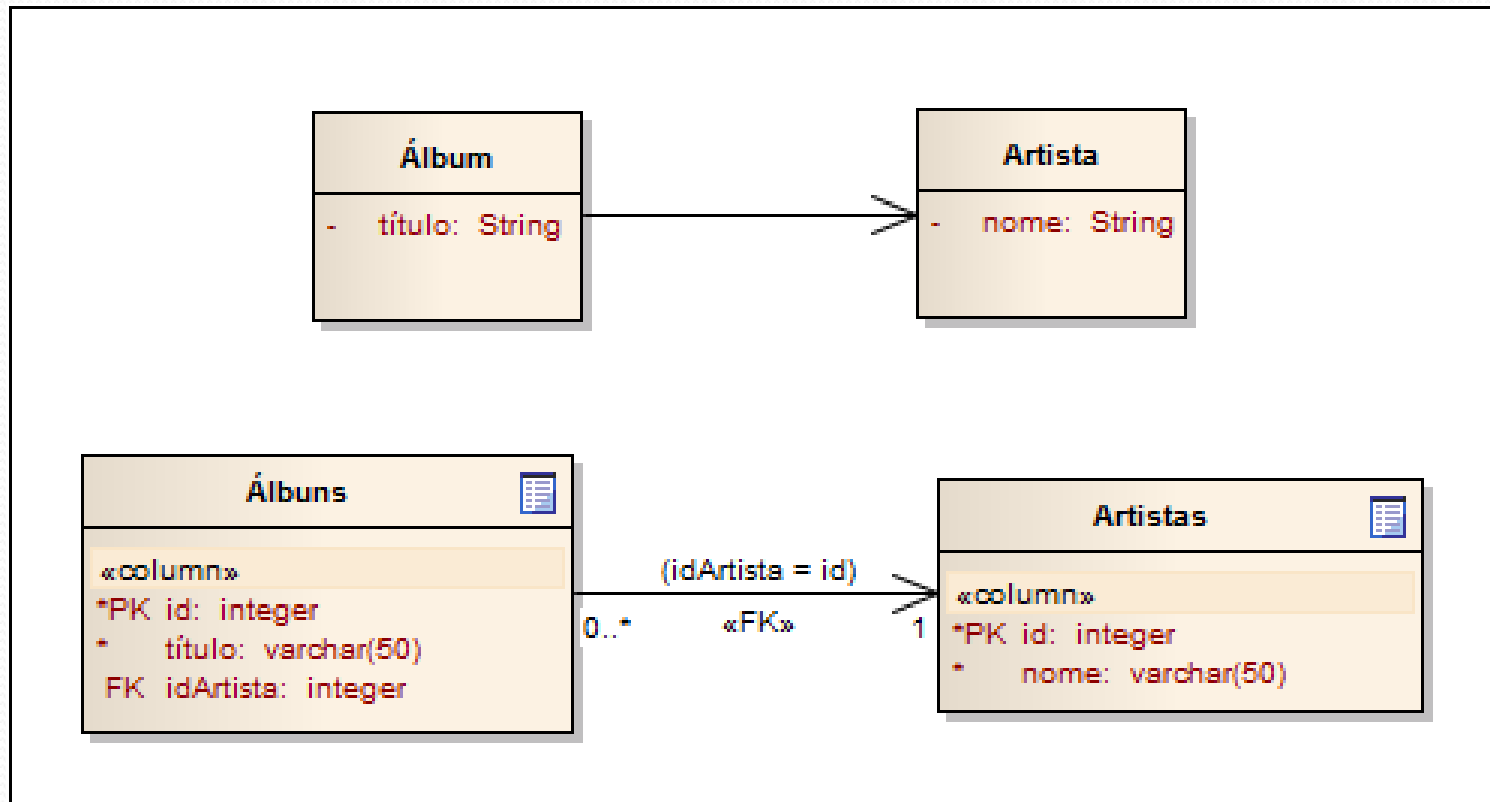 Álbum
- título: String
Artista
- nome: String
Álbuns
«column»
*PK id: integer
* título: varchar(50)
FK idArtista: integer
(idArtista = id)
0..* «FK» 1
Artistas
«column»
*PK id: integer
* nome: varchar(50)